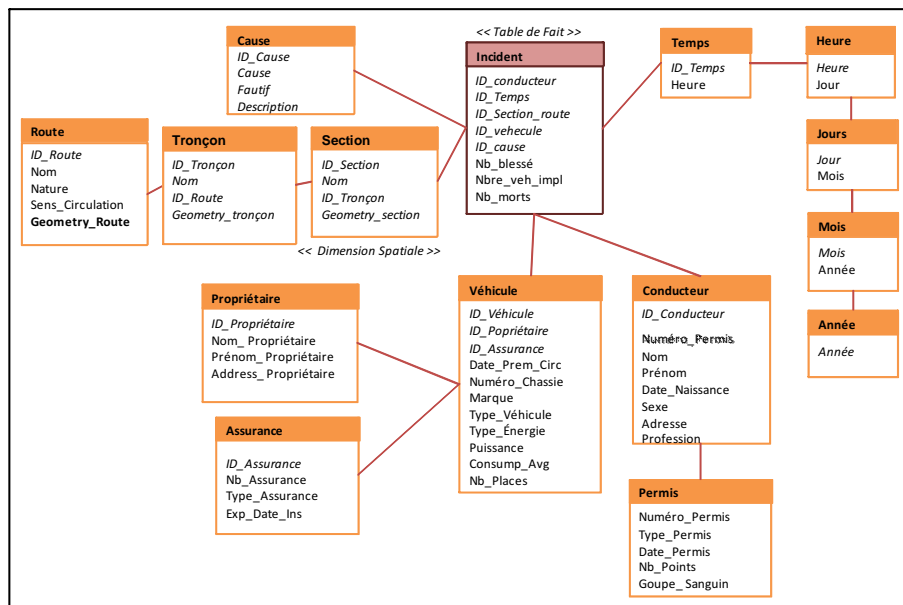 << Table de Fait >>
Cause
ID_Cause
Cause
Fautif
Description
Incident
ID_conducteur
ID_Temps
ID_Section_route
ID_vehecule
ID_cause
Nb_blessé
Nbre_veh_impl
Nb_morts
Temps
ID_Temps
Heure
Heure
Heure
Jour
Route
ID_Route
Nom
Nature
Sens_Circulation
Geometry_Route
Tronçon
ID_Tronçon
Nom
ID_Route
Geometry_tronçon
Section
ID_Section
Nom
ID_Tronçon
Geometry_section
<< Dimension Spatiale >>
Jours
Jour
Mois
Mois
Mois
Année
Année
Année
Propriétaire
ID_Propriétaire
Nom_ Propriétaire
Prénom_ Propriétaire
Address_ Propriétaire
Assurance
ID_Assurance
Nb_Assurance
Type_Assurance
Exp_Date_Ins
Véhicule
ID_Véhicule
ID_Popriétaire
ID_Assurance
Date_Prem_Circ
Numéro_Chassie
Marque
Type_Véhicule
Type_Énergie
Puissance
Consump_Avg
Nb_Places
Conducteur
ID_Conducteur
Numéro_Permis
Nom
Prénom
Date_Naissance
Sexe
Adresse
Profession
Permis
Numéro_Permis
Type_Permis
Date_Permis
Nb_Points
Goupe_ Sanguin